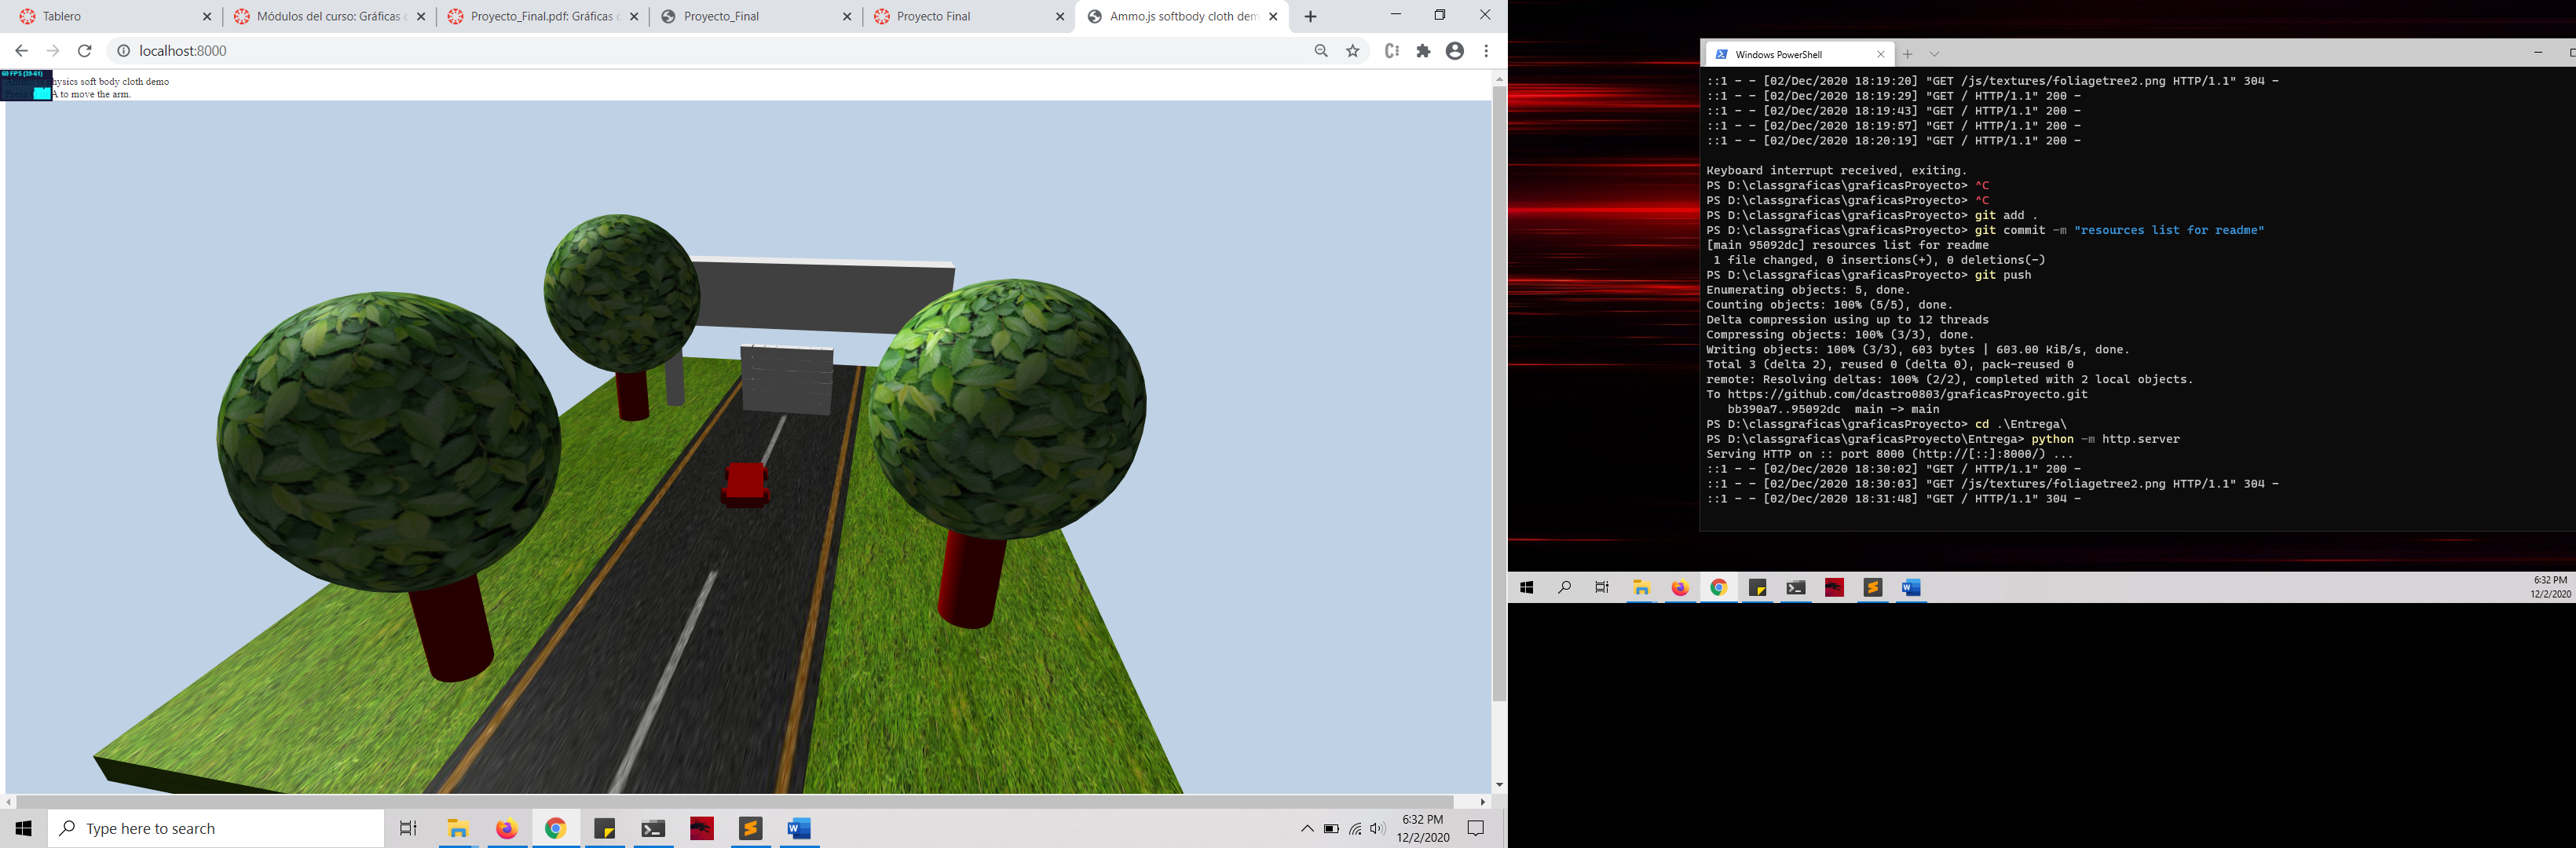 Tablero
Módulos del curso: Gráficas c
Proyecto_Final.pdf: Gráficas c
Proyecto_Final
Proyecto Final
Ammo.js softbody cloth dem
localhost:8000
60 FPS (39-61)
hysics soft body cloth demo
A to move the arm.
Type here to search
6:32 PM
12/2/2020
Windows PowerShell
::1 - - [02/Dec/2020 18:19:20] "GET /js/textures/foliagetree2.png HTTP/1.1" 304 -
::1 - - [02/Dec/2020 18:19:29] "GET / HTTP/1.1" 200 -
::1 - - [02/Dec/2020 18:19:43] "GET / HTTP/1.1" 200 -
::1 - - [02/Dec/2020 18:19:57] "GET / HTTP/1.1" 200 -
::1 - - [02/Dec/2020 18:20:19] "GET / HTTP/1.1" 200 -
Keyboard interrupt received, exiting.
PS D:\classgraficas\graficasProyecto> ^C
PS D:\classgraficas\graficasProyecto> ^C
PS D:\classgraficas\graficasProyecto> git add .
PS D:\classgraficas\graficasProyecto> git commit -m "resources list for readme"
[main 95092dc] resources list for readme
 1 file changed, 0 insertions(+), 0 deletions(-)
PS D:\classgraficas\graficasProyecto> git push
Enumerating objects: 5, done.
Counting objects: 100% (5/5), done.
Delta compression using up to 12 threads
Compressing objects: 100% (3/3), done.
Writing objects: 100% (3/3), 603 bytes | 603.00 KiB/s, done.
Total 3 (delta 2), reused 0 (delta 0), pack-reused 0
remote: Resolving deltas: 100% (2/2), completed with 2 local objects.
To https://github.com/dcastro0803/graficasProyecto.git
   bb390a7..95092dc  main -> main
PS D:\classgraficas\graficasProyecto> cd .\Entrega\
PS D:\classgraficas\graficasProyecto\Entrega> python -m http.server
Serving HTTP on :: port 8000 (http://[::]:8000/) ...
::1 - - [02/Dec/2020 18:30:02] "GET / HTTP/1.1" 200 -
::1 - - [02/Dec/2020 18:30:03] "GET /js/textures/foliagetree2.png HTTP/1.1" 304 -
::1 - - [02/Dec/2020 18:31:48] "GET / HTTP/1.1" 304 -
6:32 PM
12/2/2020